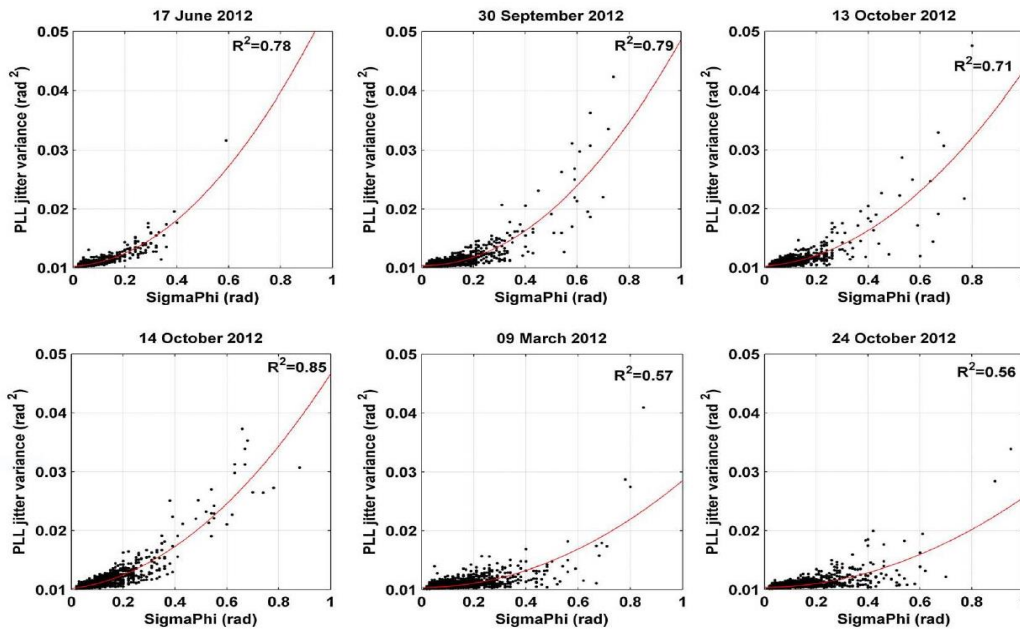 17 June 2012
0.05
R²=0.78
0.04
0.03
0.02
0.01
PLL jitter variance (rad ²)
0 0.2 0.4 0.6 0.8 1
SigmaPhi (rad)
30 September 2012
0.05
R²=0.79
0.04
0.03
0.02
0.01
PLL jitter variance (rad ²)
0 0.2 0.4 0.6 0.8 1
SigmaPhi (rad)
13 October 2012
0.05
R²=0.71
0.04
0.03
0.02
0.01
PLL jitter variance (rad ²)
0 0.2 0.4 0.6 0.8
SigmaPhi (rad)
14 October 2012
0.05
R²=0.85
0.04
0.03
0.02
0.01
PLL jitter variance (rad ²)
0 0.2 0.4 0.6 0.8 1
SigmaPhi (rad)
09 March 2012
0.05
R²=0.57
0.04
0.03
0.02
0.01
PLL jitter variance (rad ²)
0 0.2 0.4 0.6 0.8 1
SigmaPhi (rad)
24 October 2012
0.05
R²=0.56
0.04
0.03
0.02
0.01
PLL jitter variance (rad ²)
0 0.2 0.4 0.6 0.8
SigmaPhi (rad)